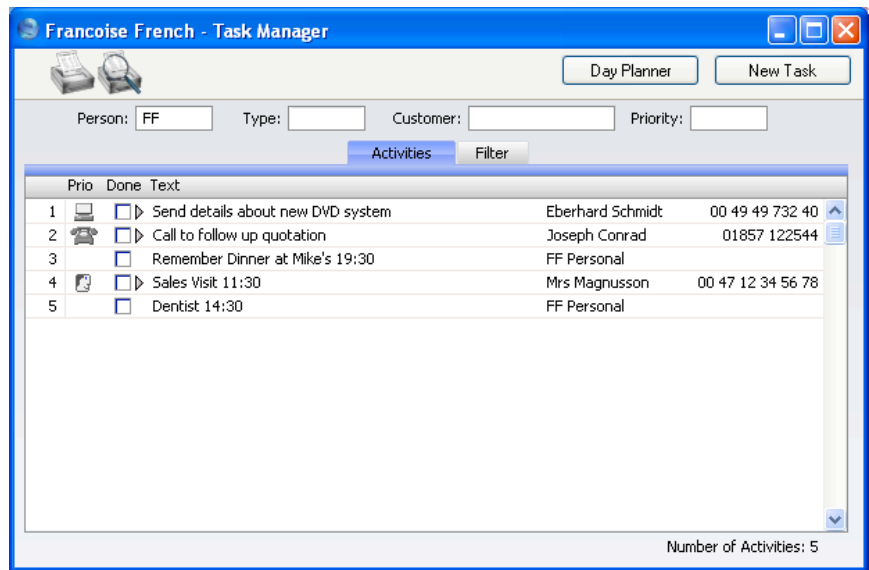 Francoise French - Task Manager
Day Planner New Task
Person: FF Type: Customer: Priority:
Activities Filter
Prio Done Text
1 Send details about new DVD system Eberhard Schmidt 00 49 49 732 40
2 Call to follow up quotation Joseph Conrad 01857 122544
3 Remember Dinner at Mike's 19:30 FF Personal
4 Sales Visit 11:30 Mrs Magnusson 00 47 12 34 56 78
5 Dentist 14:30 FF Personal
Number of Activities: 5